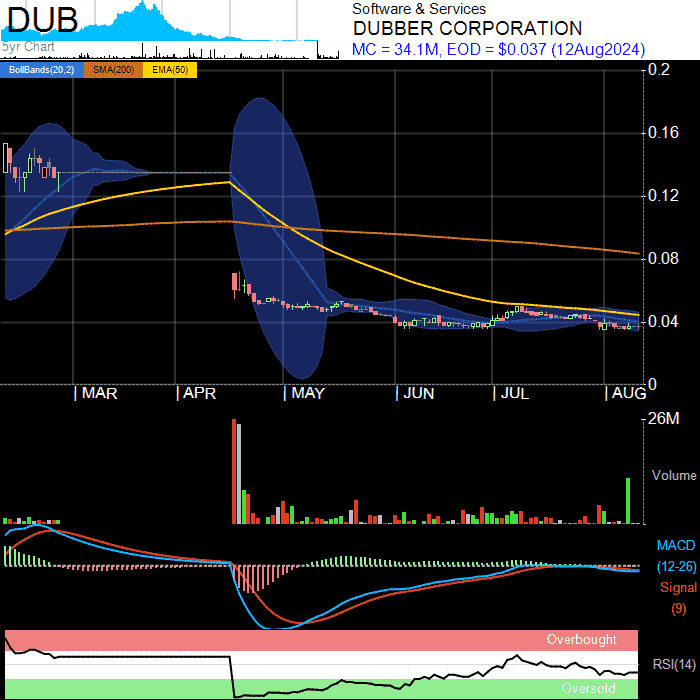 DUB
5yr Chart
Software & Services
DUBBER CORPORATION
MC = 34.1M, EOD = $0.037 (12Aug2024)
BollBands(20,2) SMA(200) EMA(50)
0.2
0.16
0.12
0.08
0.04
0
| MAR | APR | MAY | JUN | JUL | AUG
26M
Volume
MACD
(12-26)
Signal
(9)
Overbought
RSI(14)
Oversold